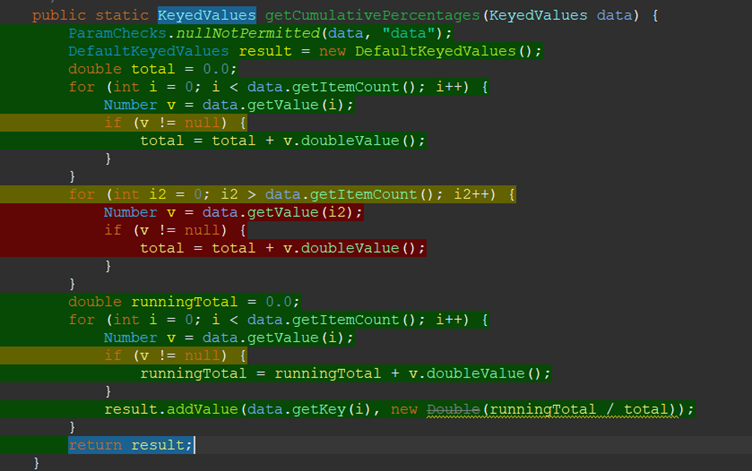 public static KeyedValues getCumulativePercentages(KeyedValues data) {
ParamChecks.nullNotPermitted(data, "data");
DefaultKeyedValues result = new DefaultKeyedValues();
double total = 0.0;
for (int i = 0; i < data.getItemCount(); i++) {
Number v = data.getValue(i);
if (v != null) {
total = total + v.doubleValue();
}
}
for (int i2 = 0; i2 > data.getItemCount(); i2++) {
Number v = data.getValue(i2);
if (v != null) {
total = total + v.doubleValue();
}
}
double runningTotal = 0.0;
for (int i = 0; i < data.getItemCount(); i++) {
Number v = data.getValue(i);
if (v != null) {
runningTotal = runningTotal + v.doubleValue();
}
result.addValue(data.getKey(i), new Double(runningTotal / total));
}
return result;
}